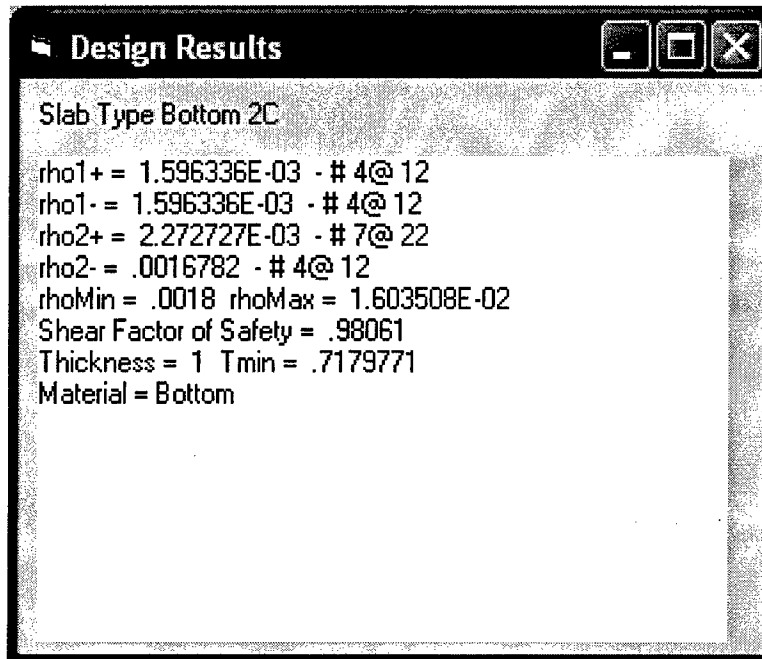 Design Results
Slab Type Bottom 2C
rho1+ = 1.596336E-03 - # 4@ 12
rho1- = 1.596336E-03 - # 4@ 12
rho2+ = 2.272727E-03 - # 7@ 22
rho2- = .0016782 - # 4@ 12
rhoMin = .0018 rhoMax = 1.603508E-02
Shear Factor of Safety = .98061
Thickness = 1 Tmin = .7179771
Material = Bottom